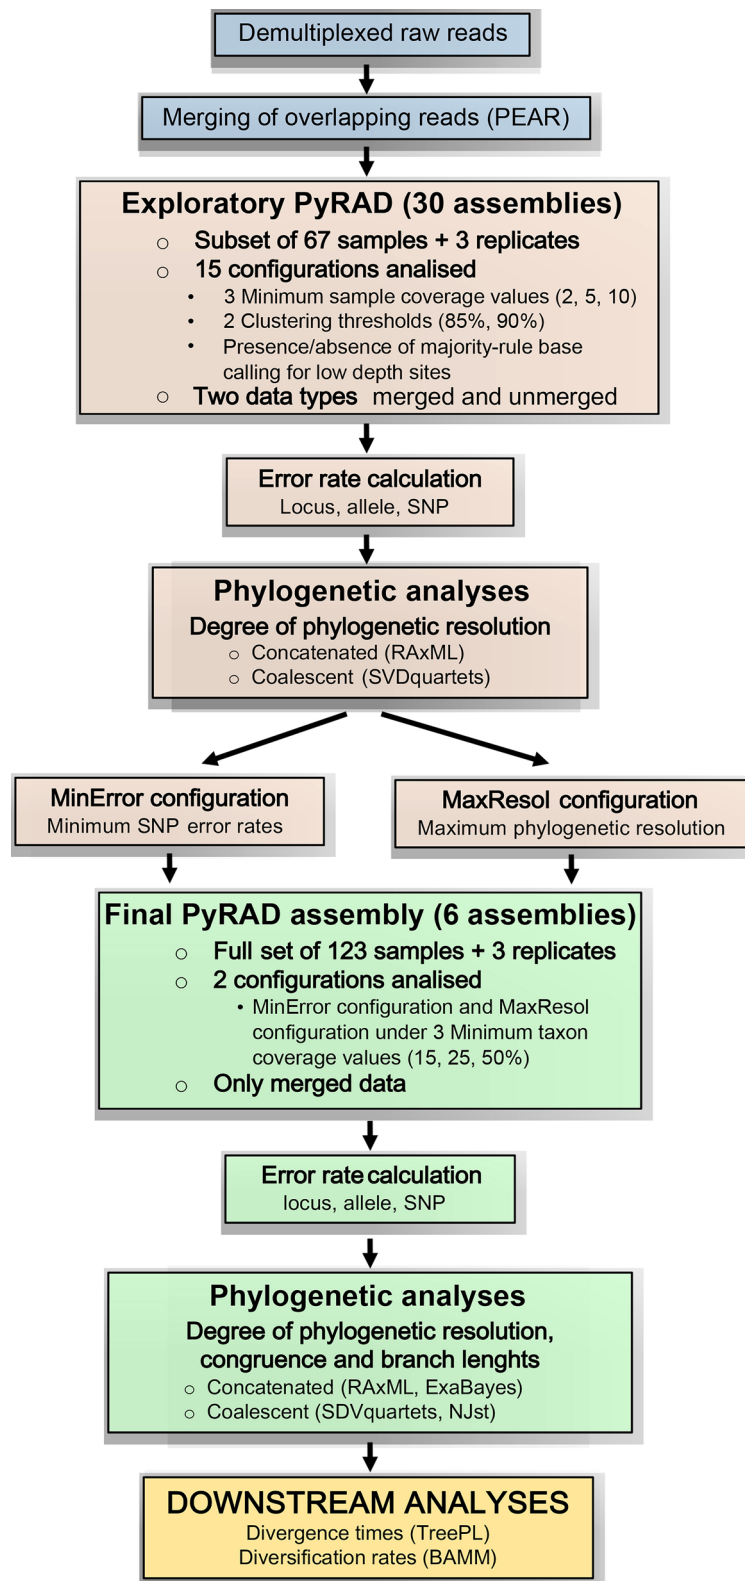 Demultiplexed raw reads
Merging of overlapping reads (PEAR)
Exploratory PyRAD (30 assemblies)
○ Subset of 67 samples + 3 replicates
○ 15 configurations analised
• 3 Minimum sample coverage values (2, 5, 10)
• 2 Clustering thresholds (85%, 90%)
• Presence/absence of majority-rule base
calling for low depth sites
○ Two data types merged and unmerged
Error rate calculation
Locus, allele, SNP
Phylogenetic analyses
Degree of phylogenetic resolution
○ Concatenated (RAxML)
○ Coalescent (SVDquartets)
MinError configuration
Minimum SNP error rates
MaxResol configuration
Maximum phylogenetic resolution
Final PyRAD assembly (6 assemblies)
○ Full set of 123 samples + 3 replicates
○ 2 configurations analised
• MinError configuration and MaxResol
configuration under 3 Minimum taxon
coverage values (15, 25, 50%)
○ Only merged data
Error rate calculation
locus, allele, SNP
Phylogenetic analyses
Degree of phylogenetic resolution,
congruence and branch lenghts
○ Concatenated (RAxML, ExaBayes)
○ Coalescent (SDVquartets, NJst)
DOWNSTREAM ANALYSES
Divergence times (TreePL)
Diversification rates (BAMM)